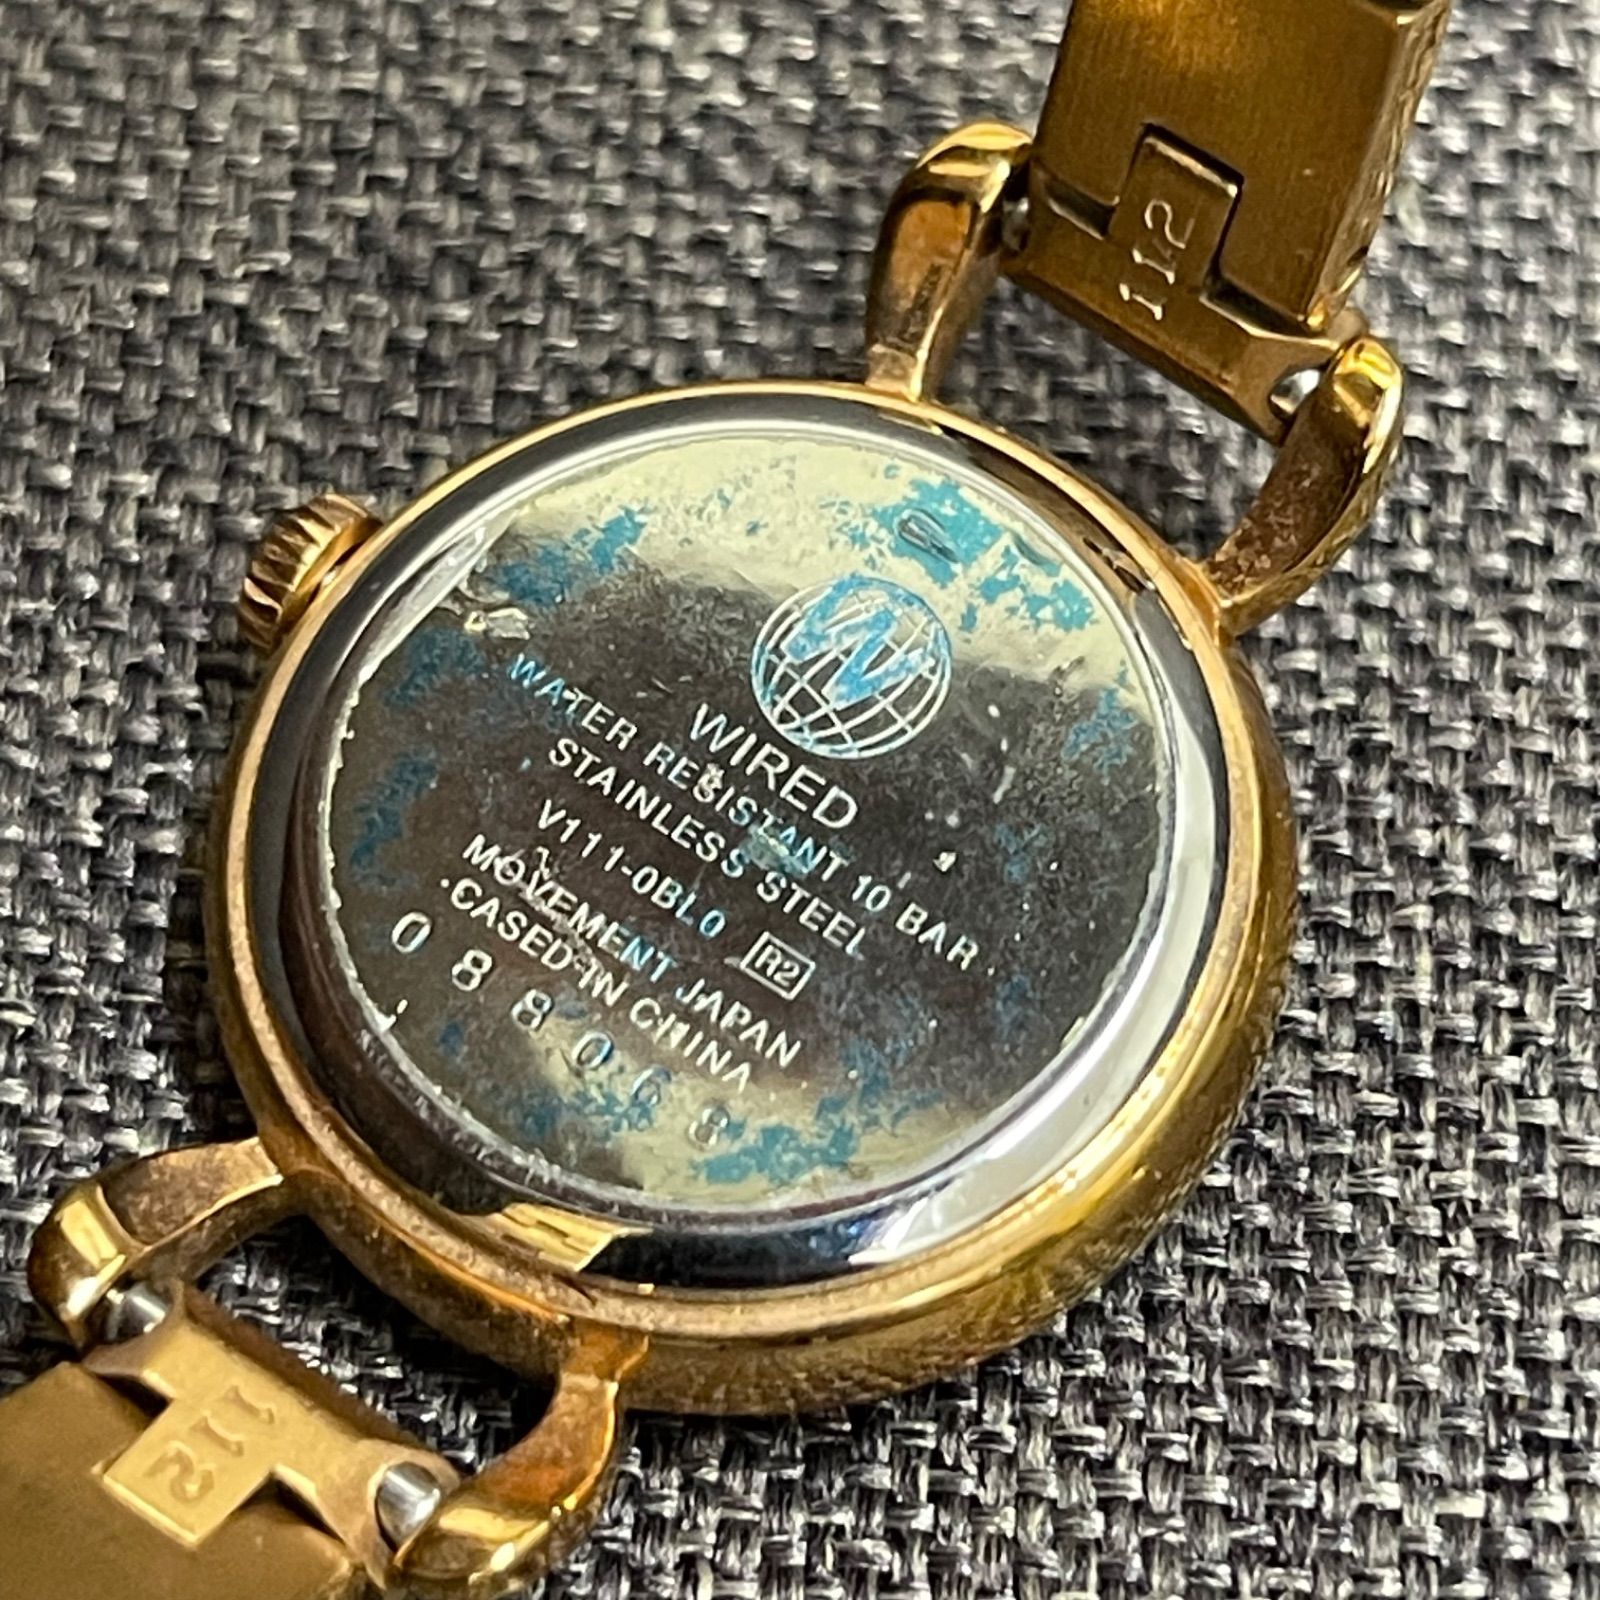 112
W
WIRED
WATER RESISTANT 10 BAR
STAINLESS STEEL
V111-0BL0 R2
MOVEMENT JAPAN
CASED IN CHINA
088068
112